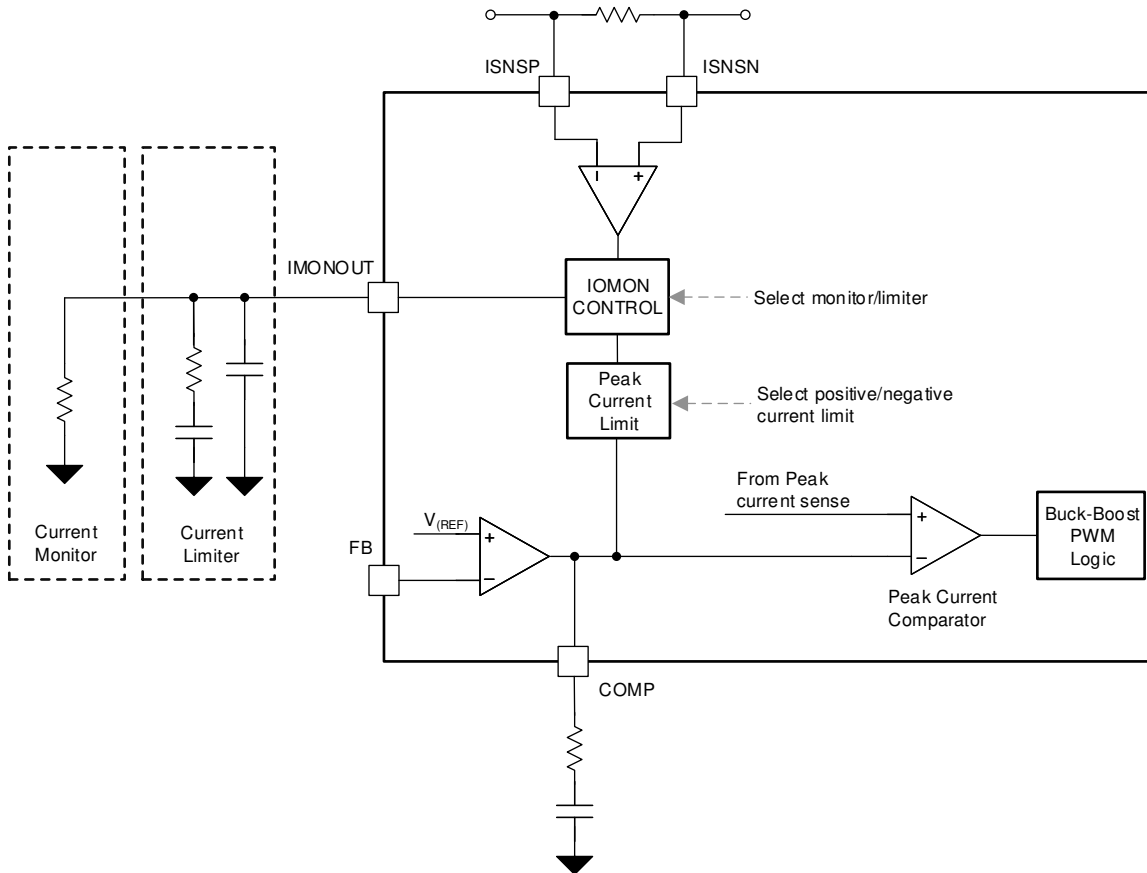 ISNSP
ISNSN
− +
IMONOUT
IOMON
CONTROL
Select monitor/limiter
Peak
Current
Limit
Select positive/negative
current limit
Current
Monitor
Current
Limiter
FB
V(REF)
+
−
From Peak
current sense
+
−
Buck-Boost
PWM
Logic
Peak Current
Comparator
COMP